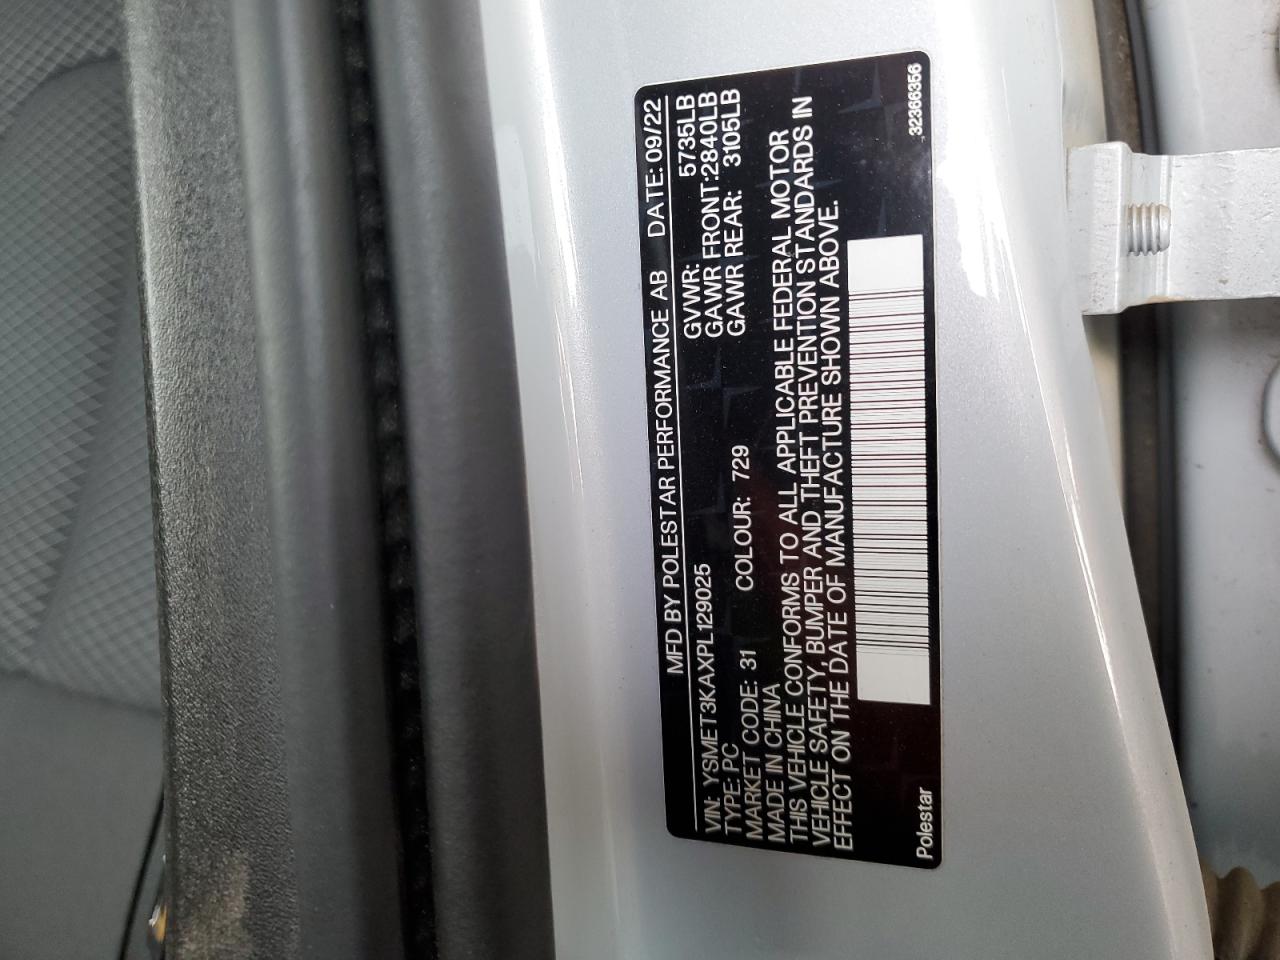 MFD BY POLESTAR PERFORMANCE AB DATE: 09/22
VIN: YSMET3KAXPL129025 GVWR: 5735LB
TYPE: PC GAWR FRONT:2840LB
MARKET CODE: 31 COLOUR: 729 GAWR REAR: 3105LB
MADE IN CHINA
THIS VEHICLE CONFORMS TO ALL APPLICABLE FEDERAL MOTOR
VEHICLE SAFETY, BUMPER AND THEFT PREVENTION STANDARDS IN
EFFECT ON THE DATE OF MANUFACTURE SHOWN ABOVE.
Polestar 32366356